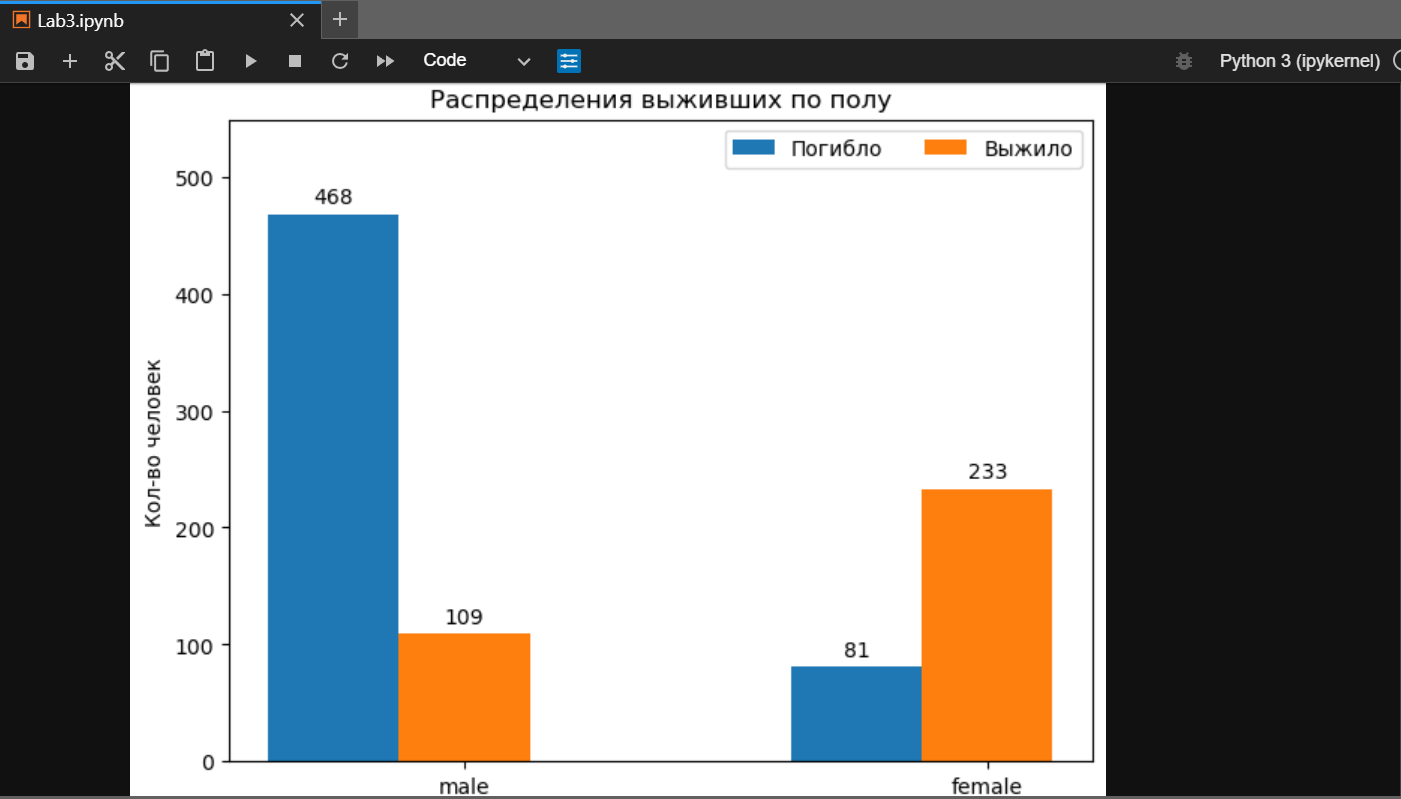 Lab3.ipynb
Code
Python 3 (ipykernel)
Распределения выживших по полу
Погибло Выжило
Кол-во человек
500
400
300
200
100
0
468
109
81
233
male female